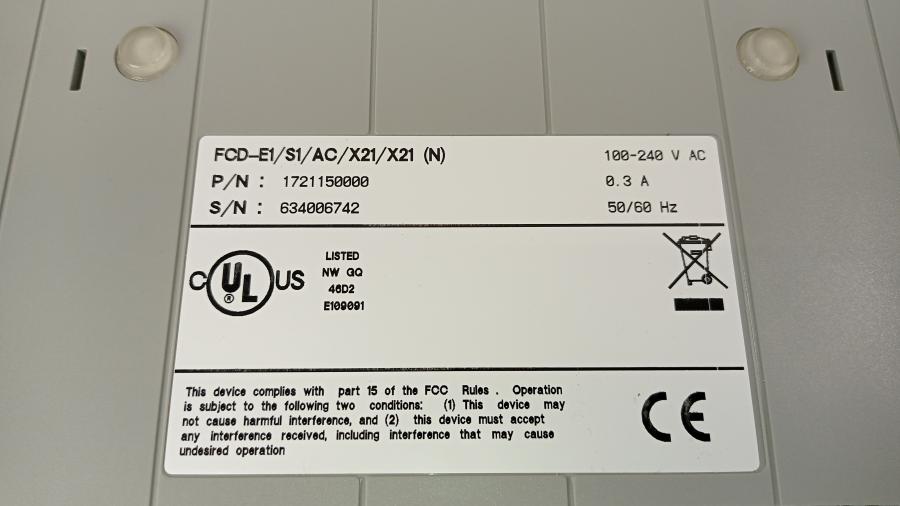 FCD-E1/S1/AC/X21/X21 (N) 100-240 V AC
P/N : 1721150000 0.3 A
S/N : 634006742 50/60 Hz
C UL® US
LISTED
NW GQ
46D2
E109091
This device complies with part 15 of the FCC Rules . Operation
is subject to the following two conditions: (1) This device may
not cause harmful interference, and (2) this device must accept
any interference received, including interference that may cause
undesired operation
CE